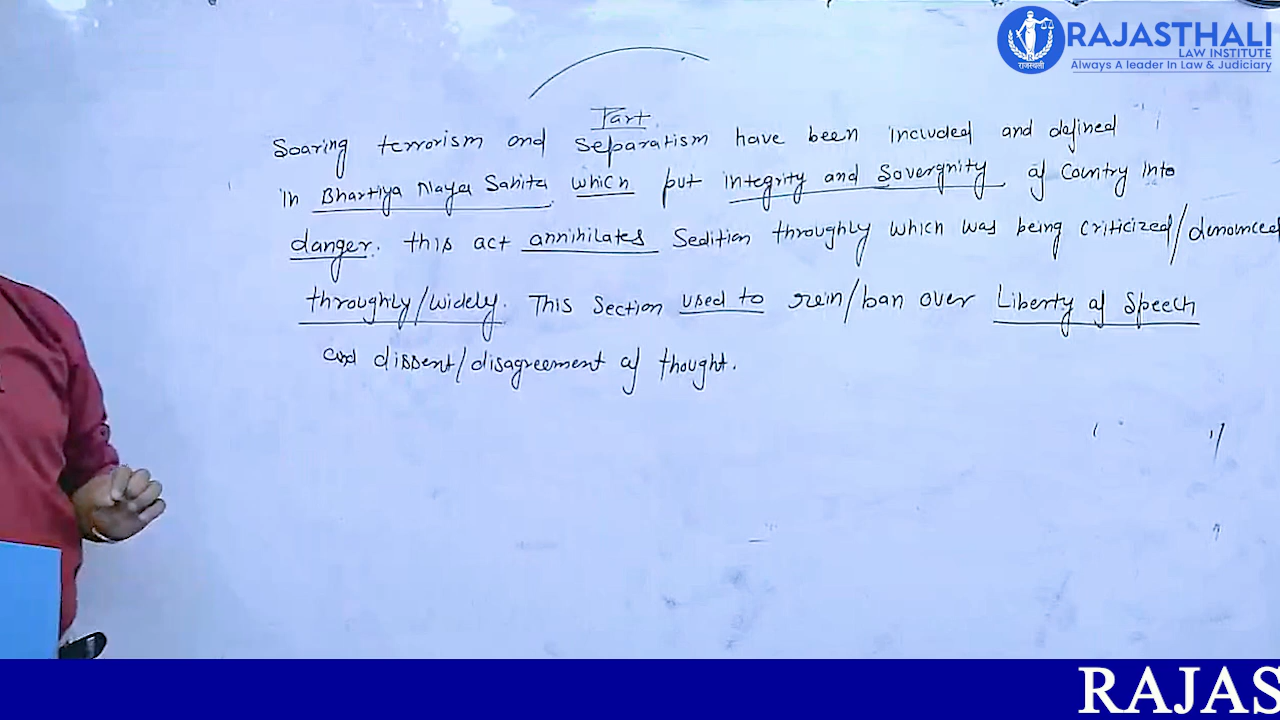 RAJASTHALI
LAW INSTITUTE
Always A leader In Law & Judiciary
राजस्थली
Part
Soaring terrorism and separatism have been included and defined
in Bhartiya Nyaya Sahita which put integrity and Sovergnity of Country into
danger. this act annihilates Sedition throughly which was being criticized/denounced
throughly/widely. This Section used to rein/ban over Liberty of Speech
and dissent/disagreement of thought.
RAJAS